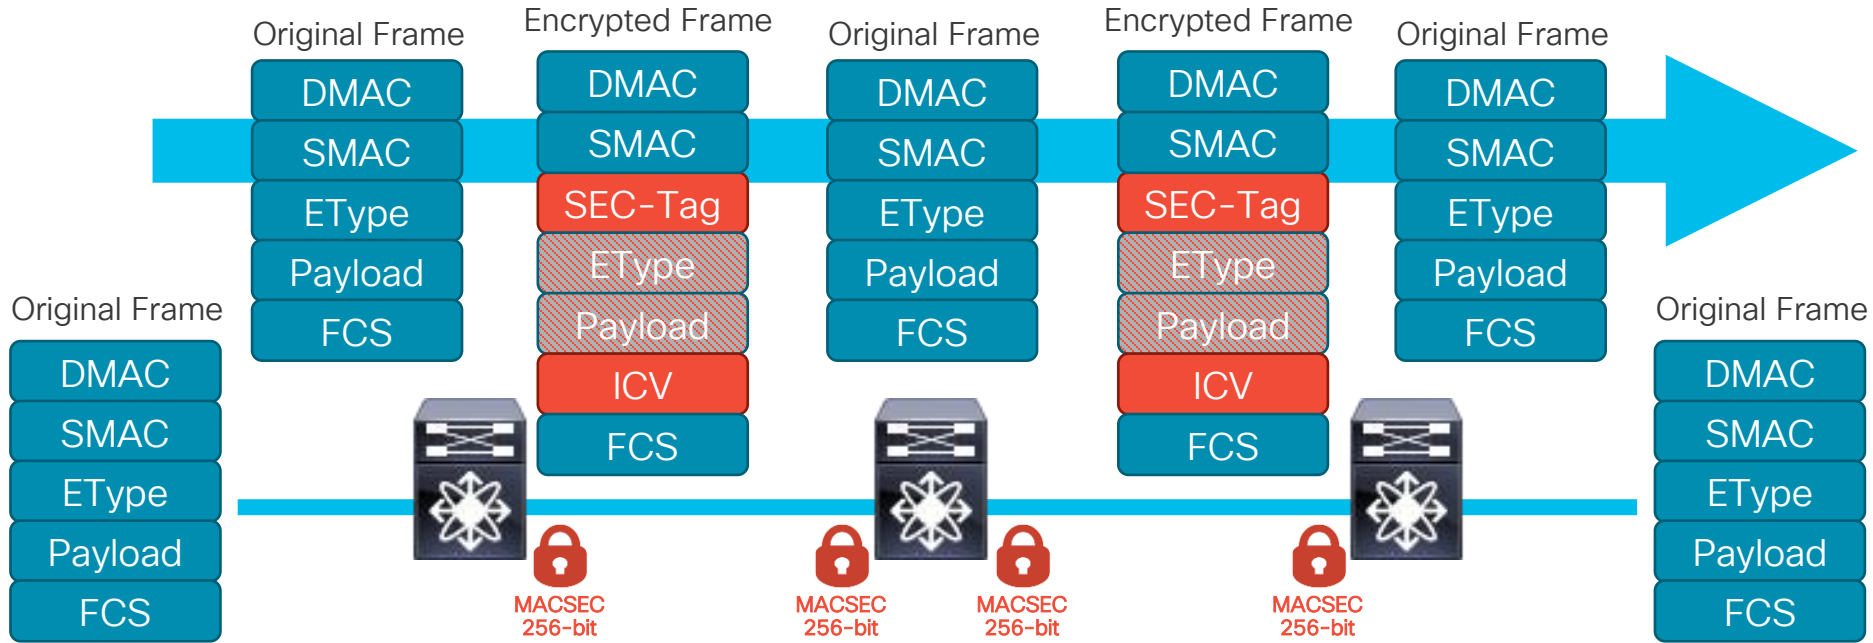 Original Frame
DMAC
SMAC
EType
Payload
FCS
Original Frame
DMAC
SMAC
EType
Payload
FCS
Encrypted Frame
DMAC
SMAC
SEC-Tag
EType
Payload
ICV
FCS
Original Frame
DMAC
SMAC
EType
Payload
FCS
Encrypted Frame
DMAC
SMAC
SEC-Tag
EType
Payload
ICV
FCS
Original Frame
DMAC
SMAC
EType
Payload
FCS
Original Frame
DMAC
SMAC
EType
Payload
FCS
MACSEC
256-bit
MACSEC
256-bit
MACSEC
256-bit
MACSEC
256-bit